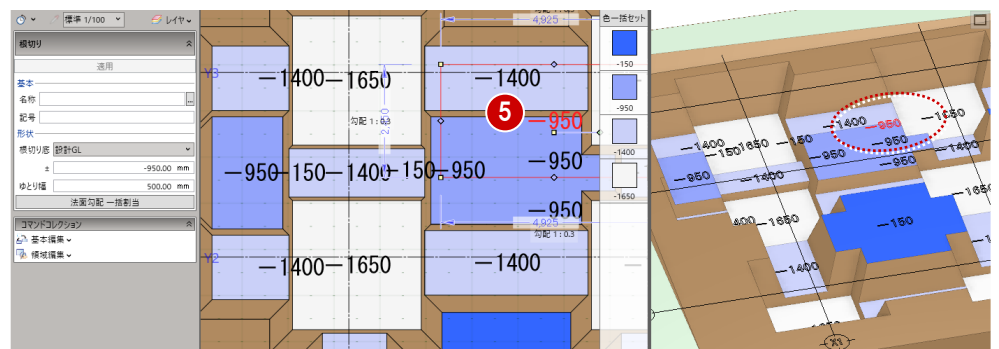 標準 1/100
レイヤ
根切り
適用
基本
名称
...
記号
形状
根切り底 設計GL
± -950.00 mm
ゆとり幅 500.00 mm
法面勾配 一括割当
コマンドコレクション
基本編集
領域編集
4,925
Y3
-1400
-1650
-1400
5
-950
勾配 1:0.3
-950
-150
-1400
-150
-950
-950
-950
4,925
勾配 1:0.3
Y2
-1400
-1650
-1400
色一括セット
-150
-950
-1400
-1650
-1400
-950
-1650
-150
1650
-150
-950
-950
-950
-1400
-950
-1400
-1650
400
-1650
-150
-1400
X1